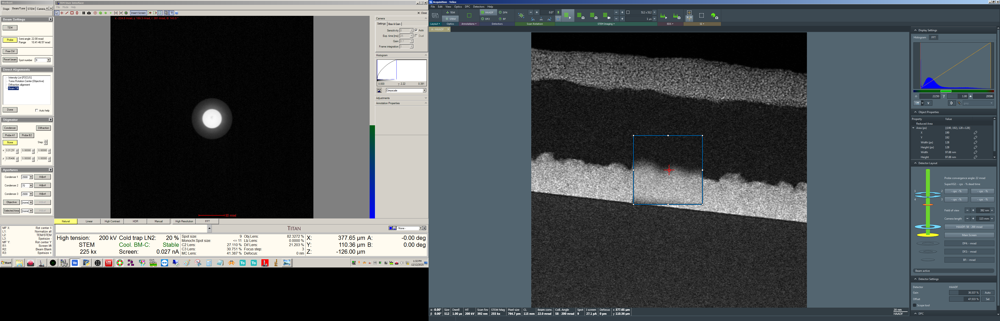 Workset
Stage Beam/Tune STEM Camera
Beam Settings
TEM
Probe Semi-angle 22.00 mrad
Range 10.41-46.57 mrad
Free Ctrl
Reset beam Spot number 9
Direct Alignments
Intensity List [FOCUS]
Tomo Rotation Center (Objective)
Diffraction alignment
Beam Tilt
Done Auto help
Stigmator
Condenser Diffraction
Probe A1 Probe B2
None Step:
x 0.01291 0.00000 0.00000
y 0.05486 0.00000 0.00000
Apertures
Condenser 1 2000 Adjust
Condenser 2 70 Adjust
Condenser 3 2000 Adjust
Objective [none] Adjust
Selected Area [none] Adjust
MF X: Rot center X
L1: Normalize all
L2: TEM/STEM
L3: Spotsize -
MF Y: Rot center Y
R1: Screen lift
R2: Beam Blank
R3: Spotsize +
TEM User Interface
File Mode Help
Insert Screen
Close
x: -224.6 mrad, y: 169.3 mrad, r: 281 mrad, D: 143.0 °
60 mrad
Camera
Settings Bias & Gain
Sensitivity: Auto
Exp. time [ms]: 25 Dual
Gain: 0.7
Frame integration: 1
Histogram
0.000 γ: 2.22 0.391
Greyscale
Adjustments
Annotation Properties
Natural Linear High Contrast HDR Manual High Resolution FFT
TITAN
- None -
High tension: 200 kV Cold trap LN2: 20 %
STEM Cool. BM-C: Stable
225 kx Screen: 0.027 nA
Spot size: 9 Obj Lens: 82.3272 %
Monochr.Spot size: <= 11 Ltz Lens: 0.0000 %
C2 Lens: 27.110 % Dif Lens: 21.203 %
C3 Lens: 30.751 % Focus step: 3
MC Lens: 41.387 % Defocus: 0 nm
X: 377.65 µm A: -0.00 deg
Y: 110.36 µm B: 0.00 deg
Z: -126.00 µm
Start
Ve
To To
1:32 PM
12/12/2025
Ve Acquisition - Velox
File Edit View Optics DPC Detectors Help
TEM
STEM
HAADF DF4
DF2 BF
0.0°
512 x 512
1 µs
Layout Optics Annotations Detectors Scan Rotation STEM Imaging EDS SI
A : HAADF
Display Settings
Histogram FFT
22250 γ 1.00 29596
V gray
Object Properties
Property Value
Reduced Area
Area (px) [(190, 192), 128 x 128]
X 190
Y 192
Width (px) 128
Height (px) 128
Width 97.88 nm
Height 97.88 nm
Detector Layout
Probe convergence angle: 22 mrad
SuperXG2: - cps -% dead time
1 2 - cps -% - cps -%
4 3 - cps -% - cps -%
Field of view 392 nm
Camera length 115 mm
HAADF: 58 - 200 mrad
Main Screen
DF4: - mrad
DF2: - mrad
BF: - mrad
Beam active
Detector Settings
Detector HAADF
Gain 30.537 % Auto
Offset 47.533 % Set
Scope tool
DPC
α -0.00° Size Dwell HT Scan fov STEM Mag Pixel size CL Beam conv. Coll. Angle Spot I screen Defocus x 377.65 µm
β 0.00° 512 1.00 µs 200 kV 392 nm 255 kx 764.7 pm 115 mm 22.0 mrad 58 - 200 mrad 9 27.1 pA 0 pm y 110.36 µm
20 nm
HAADF